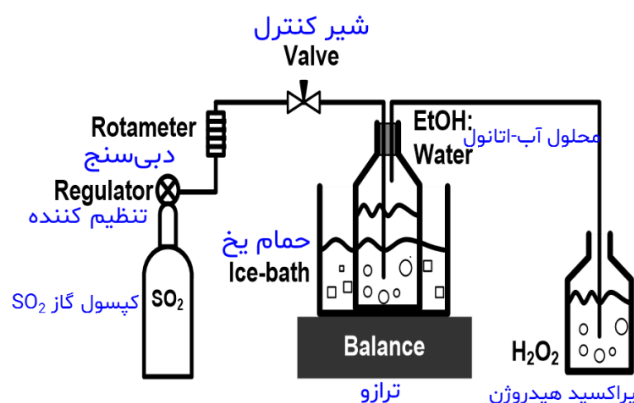 شیر کنترل
Valve
Rotameter
دبی‌سنج
Regulator
تنظیم کننده
EtOH:
محلول آب-اتانول
Water
حمام یخ
Ice-bath
کپسول گاز SO₂
SO₂
Balance
ترازو
H₂O₂
پراکسید هیدروژن